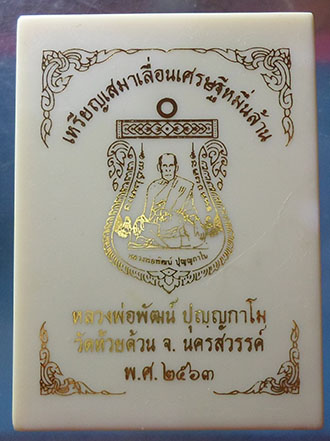 เหรียญเสมาเลื่อนเศรษฐีหมื่นล้าน
หลวงพ่อพัฒน์ ปุญฺญกาโม
หลวงพ่อพัฒน์ ปุญฺญกาโม
วัดห้วยด้วน จ. นครสวรรค์
พ.ศ. ๒๕๖๓